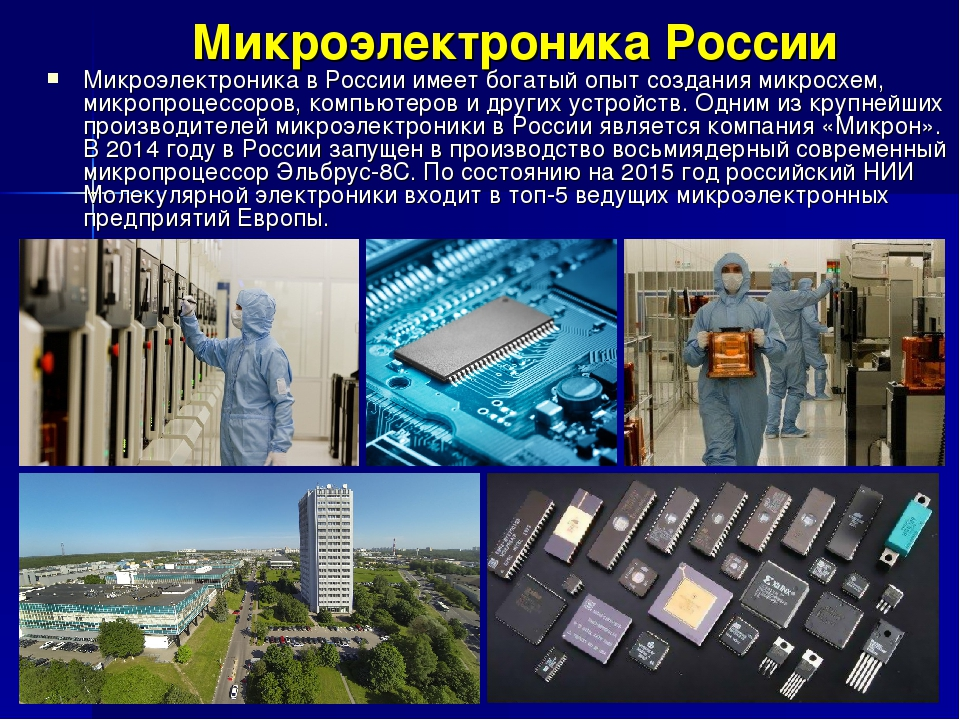 Микроэлектроника России
Микроэлектроника в России имеет богатый опыт создания микросхем,
микропроцессоров, компьютеров и других устройств. Одним из крупнейших
производителей микроэлектроники в России является компания «Микрон».
В 2014 году в России запущен в производство восьмиядерный современный
микропроцессор Эльбрус-8С. По состоянию на 2015 год российский НИИ
Молекулярной электроники входит в топ-5 ведущих микроэлектронных
предприятий Европы.
XILINX